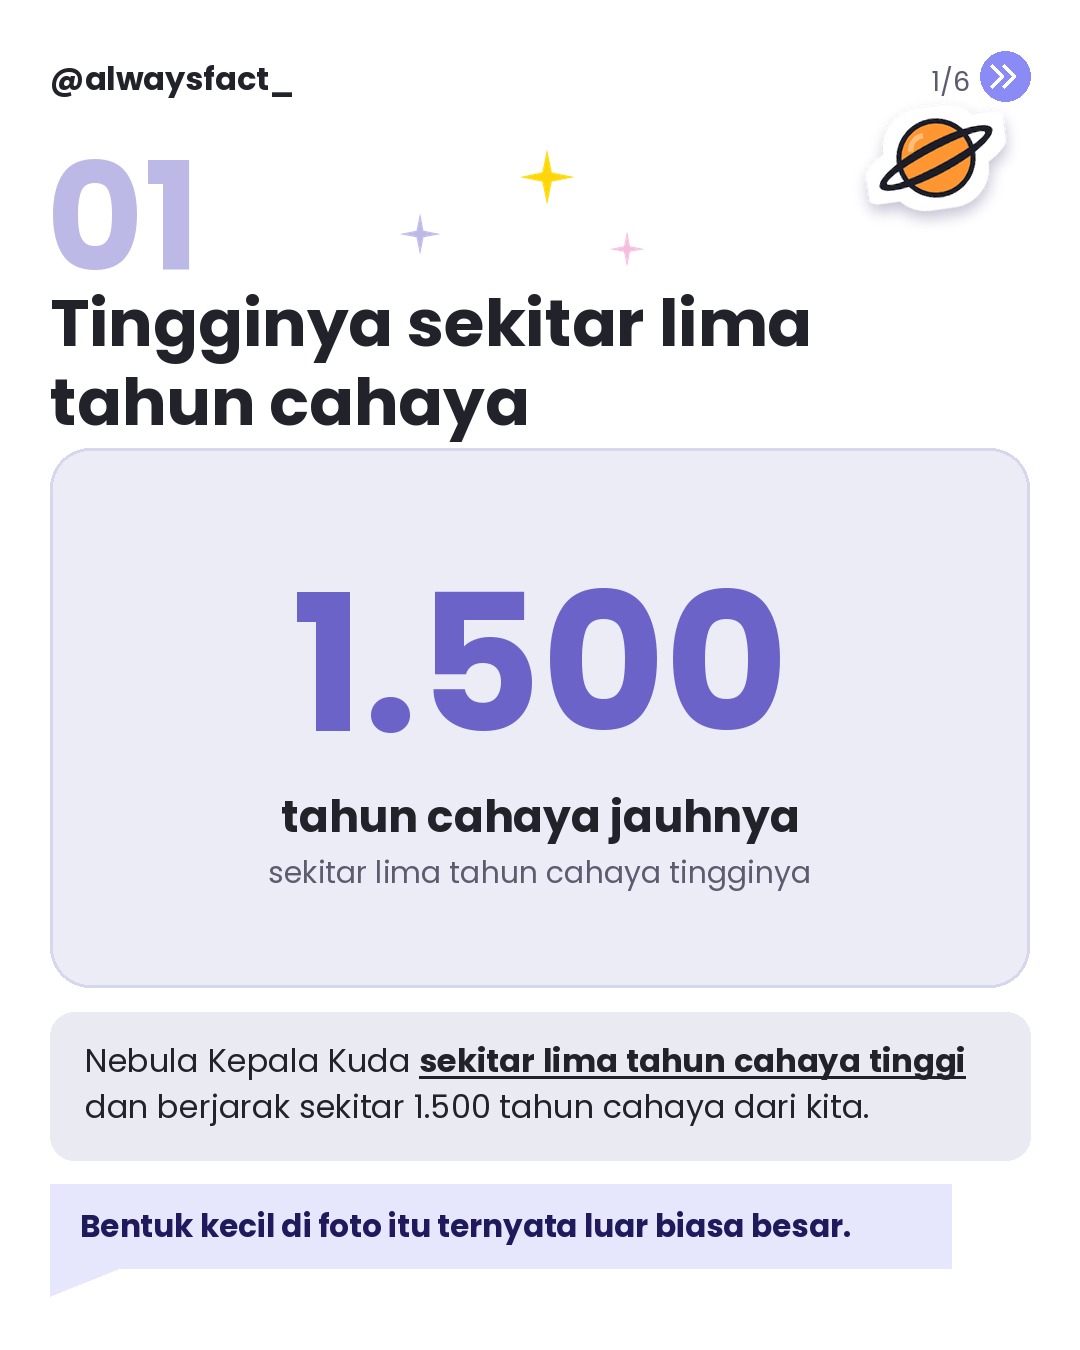 @alwaysfact_
1/6
01
Tingginya sekitar lima
tahun cahaya
1.500
tahun cahaya jauhnya
sekitar lima tahun cahaya tingginya
Nebula Kepala Kuda sekitar lima tahun cahaya tinggi
dan berjarak sekitar 1.500 tahun cahaya dari kita.
Bentuk kecil di foto itu ternyata luar biasa besar.